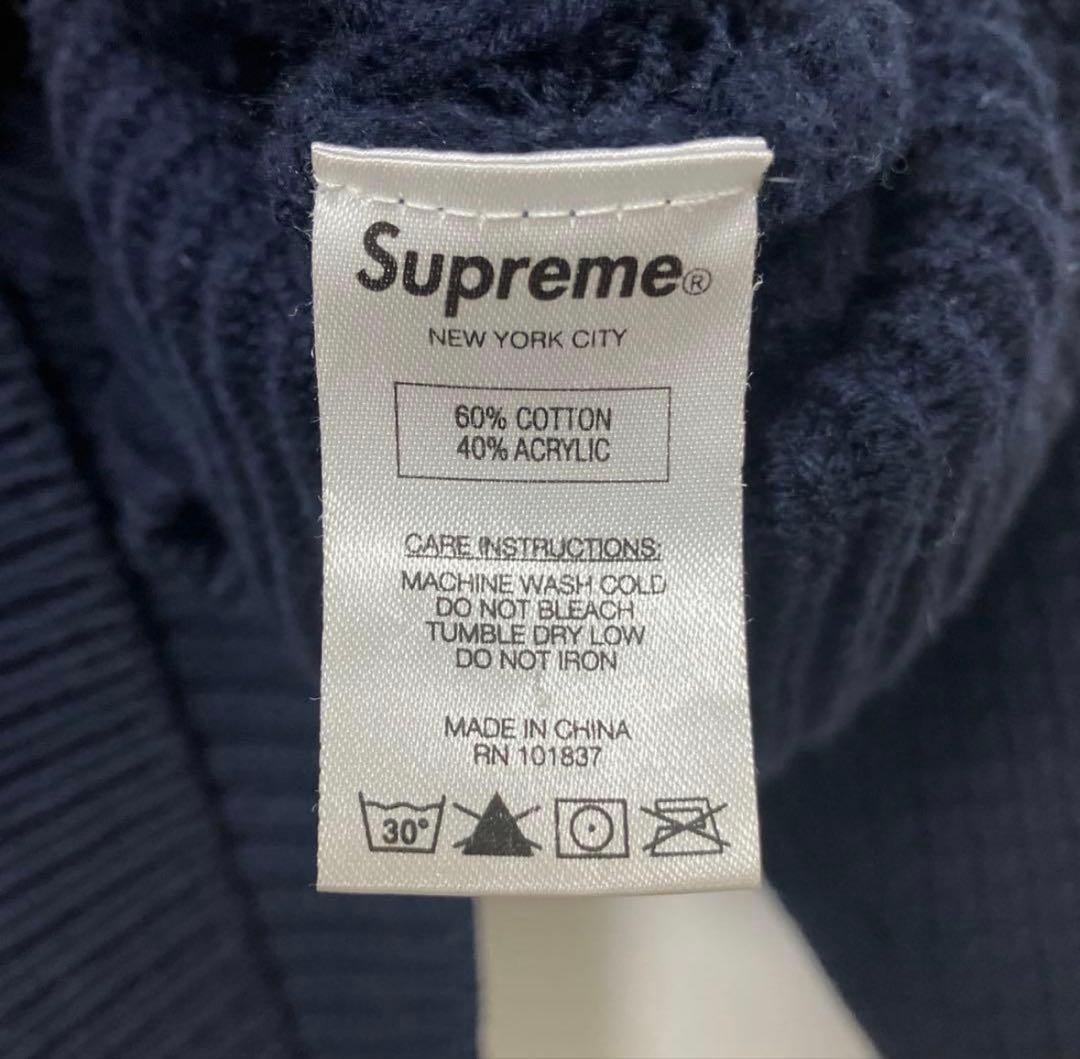 Supreme®
NEW YORK CITY
60% COTTON
40% ACRYLIC
CARE INSTRUCTIONS:
MACHINE WASH COLD
DO NOT BLEACH
TUMBLE DRY LOW
DO NOT IRON
MADE IN CHINA
RN 101837
30°